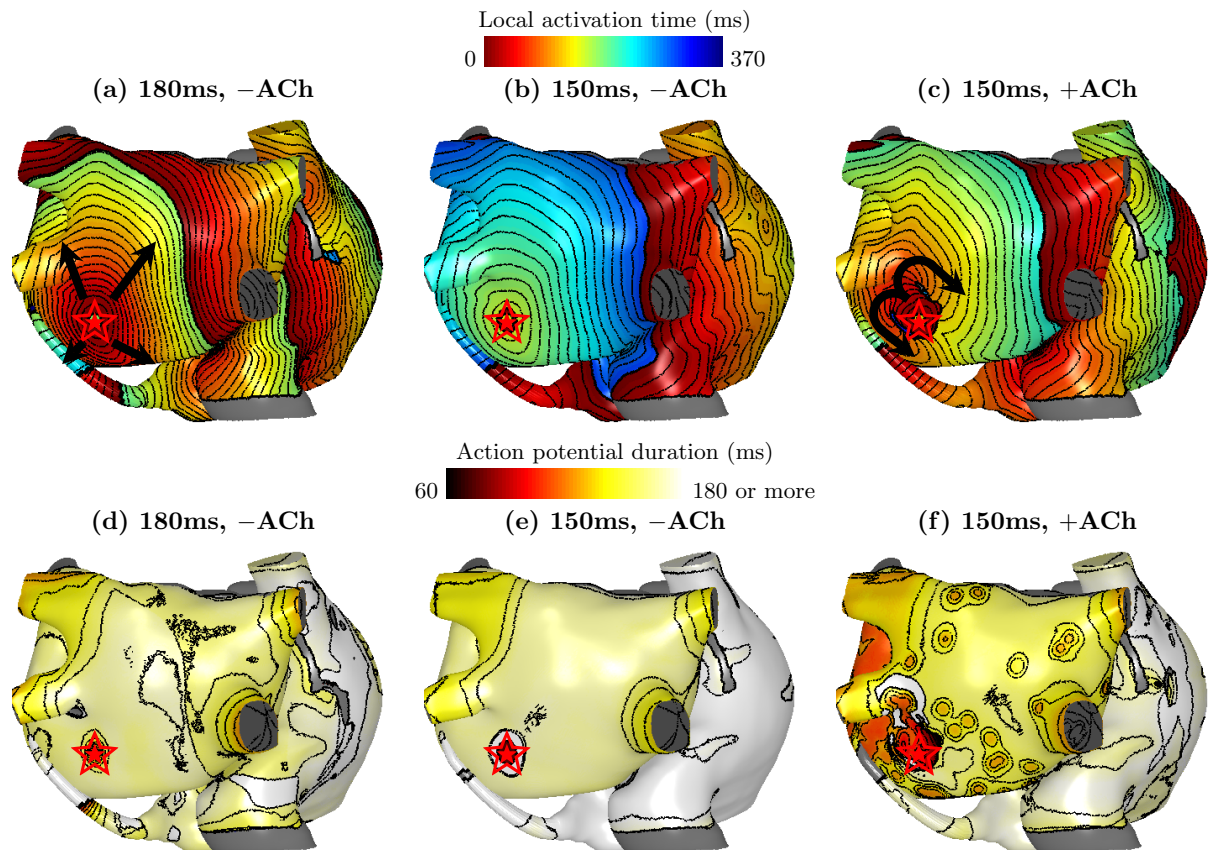 Local activation time (ms)
0 370
(a) 180ms, −ACh
(b) 150ms, −ACh
(c) 150ms, +ACh
Action potential duration (ms)
60 180 or more
(d) 180ms, −ACh
(e) 150ms, −ACh
(f) 150ms, +ACh